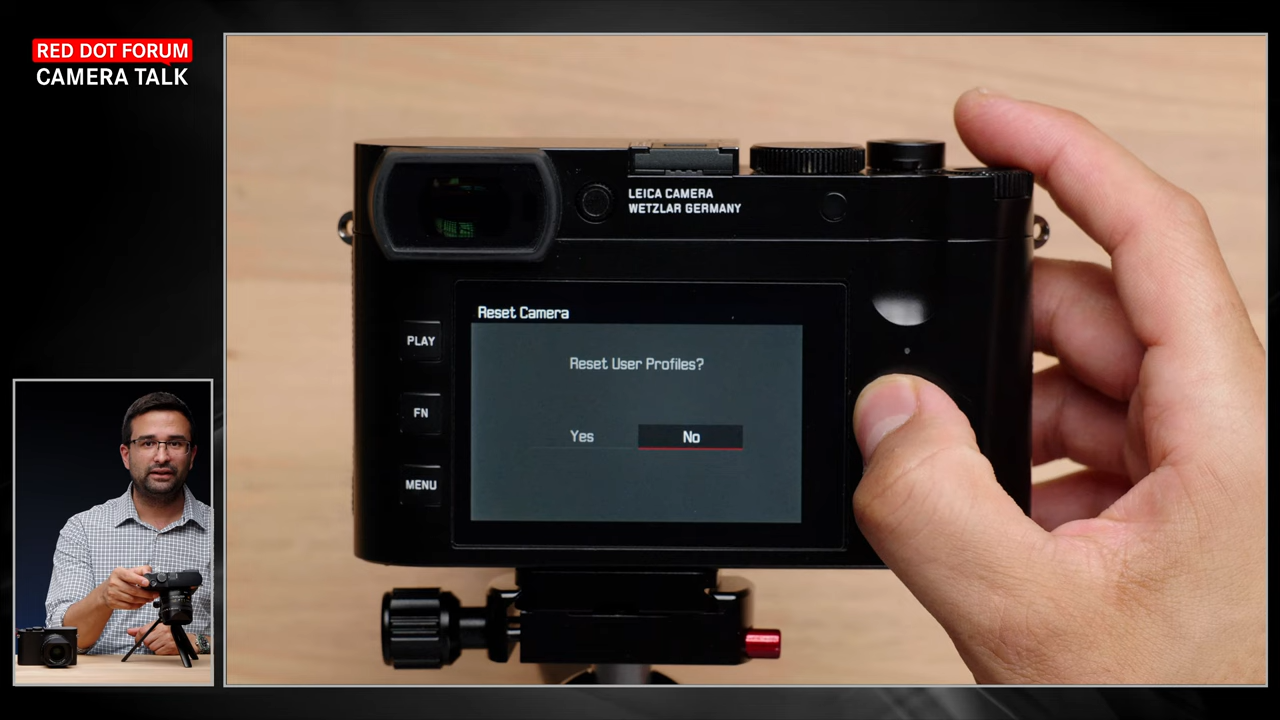 RED DOT FORUM
CAMERA TALK
LEICA CAMERA
WETZLAR GERMANY
Reset Camera
PLAY
Reset User Profiles?
FN
Yes No
MENU